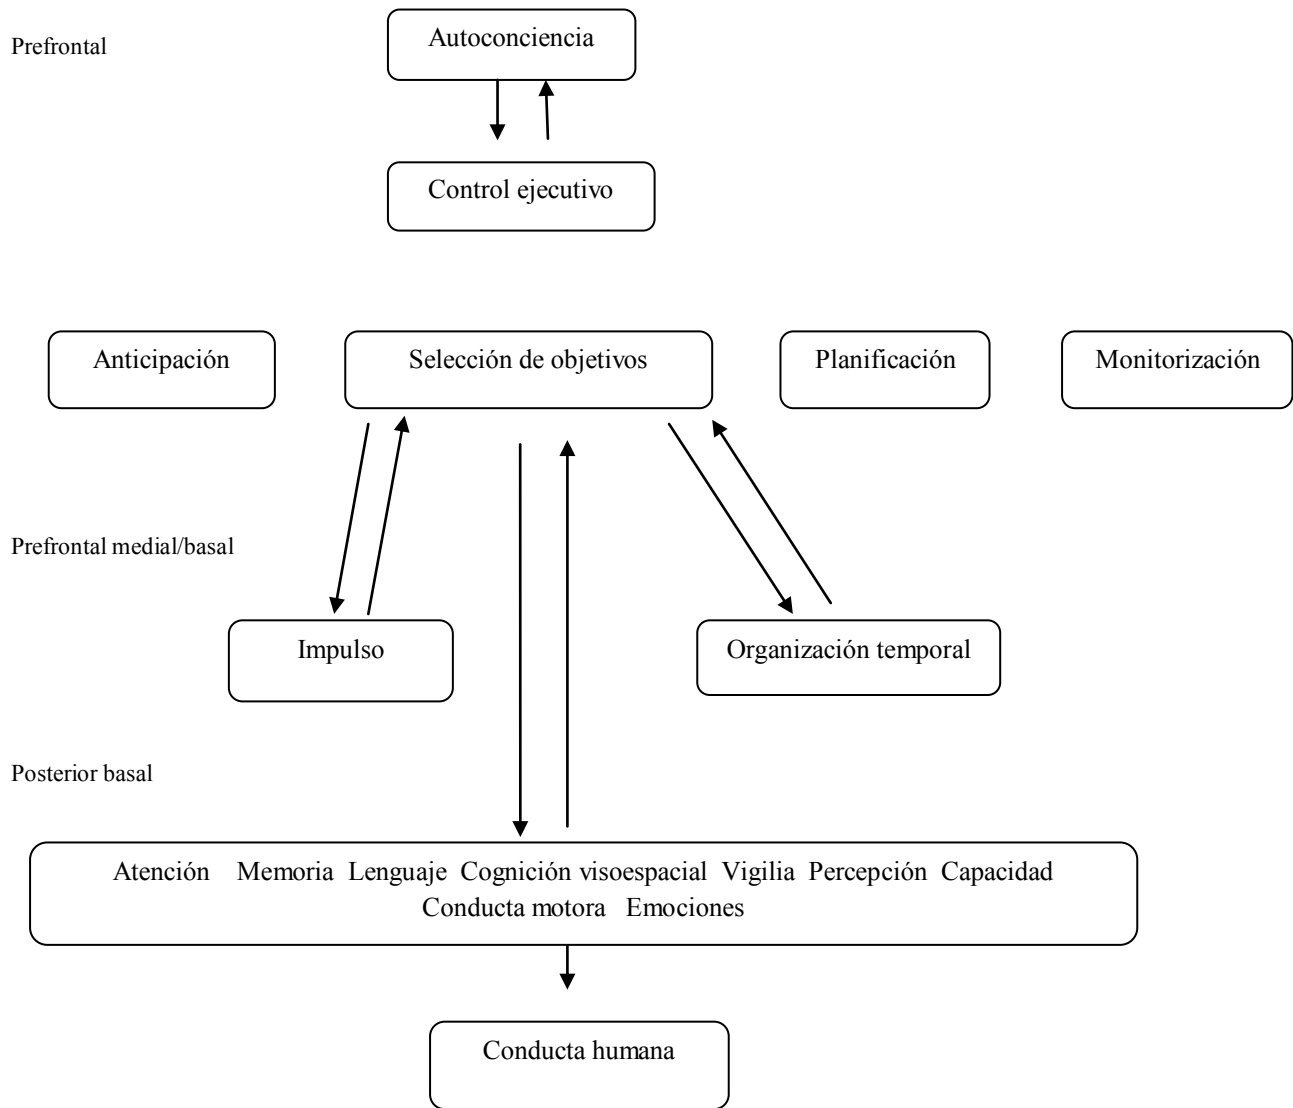 Prefrontal
Autoconciencia
Control ejecutivo
Anticipación
Selección de objetivos
Planificación
Monitorización
Prefrontal medial/basal
Impulso
Organización temporal
Posterior basal
Atención Memoria Lenguaje Cognición visoespacial Vigilia Percepción Capacidad
Conducta motora Emociones
Conducta humana